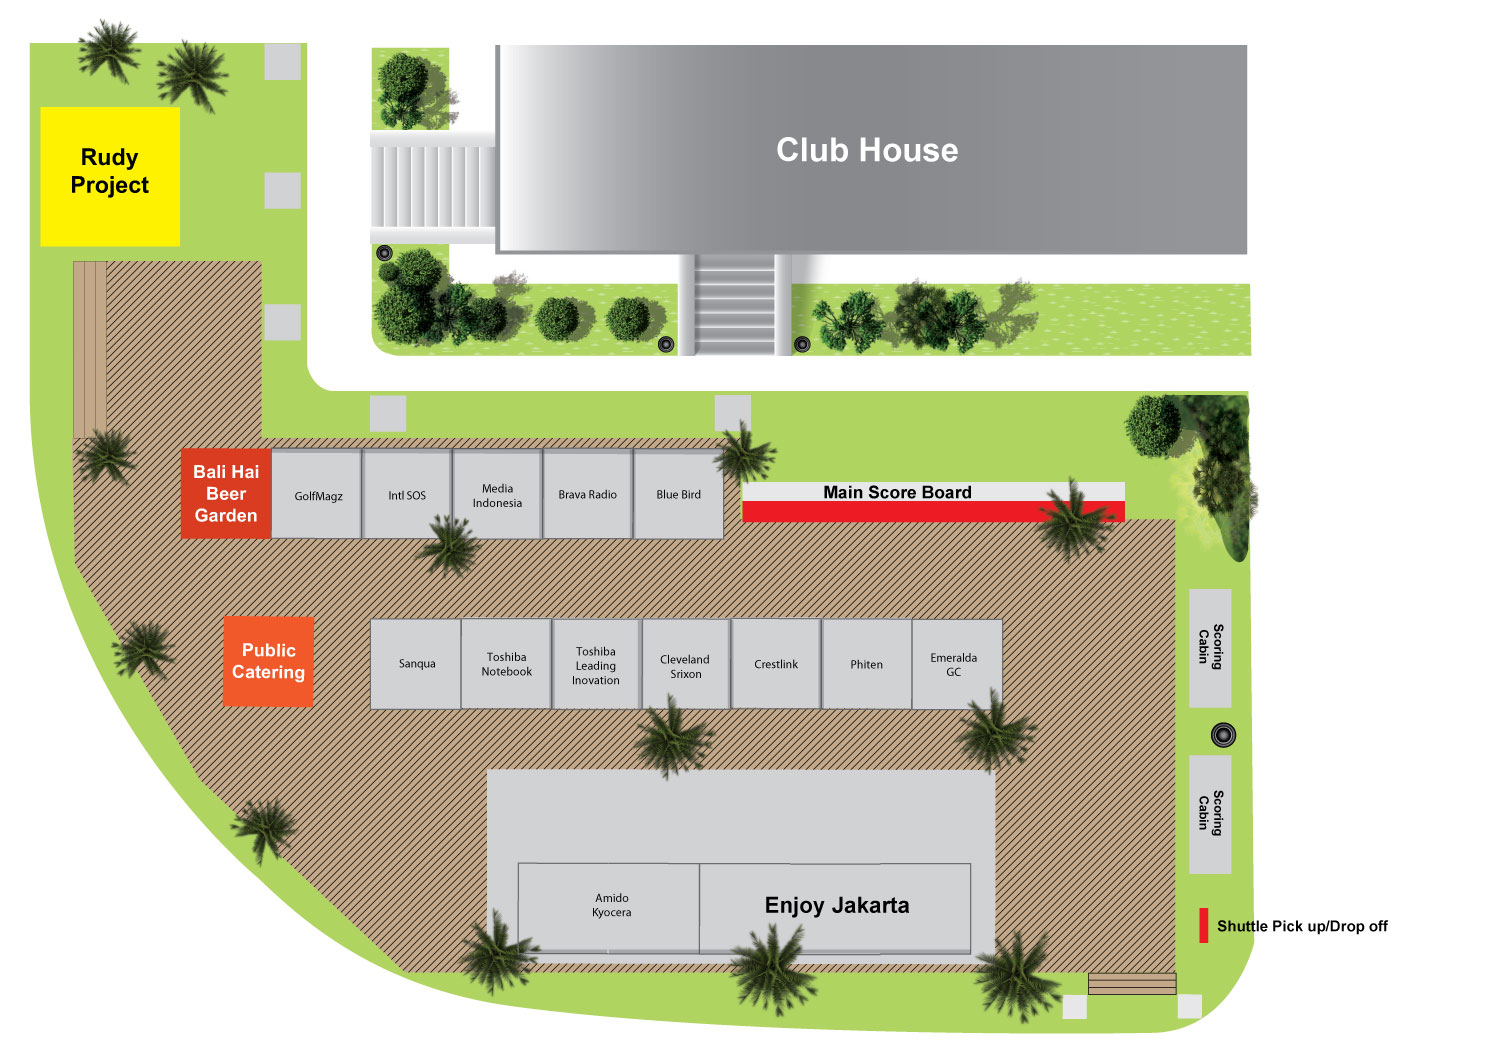 Club House
Rudy
Project
Bali Hai
Beer
Garden
GolfMagz
Intl SOS
Media
Indonesia
Brava Radio
Blue Bird
Main Score Board
Public
Catering
Sanqua
Toshiba
Notebook
Toshiba
Leading
Inovation
Cleveland
Srixon
Crestlink
Phiten
Emeralda
GC
Scoring
Cabin
Scoring
Cabin
Amido
Kyocera
Enjoy Jakarta
Shuttle Pick up/Drop off